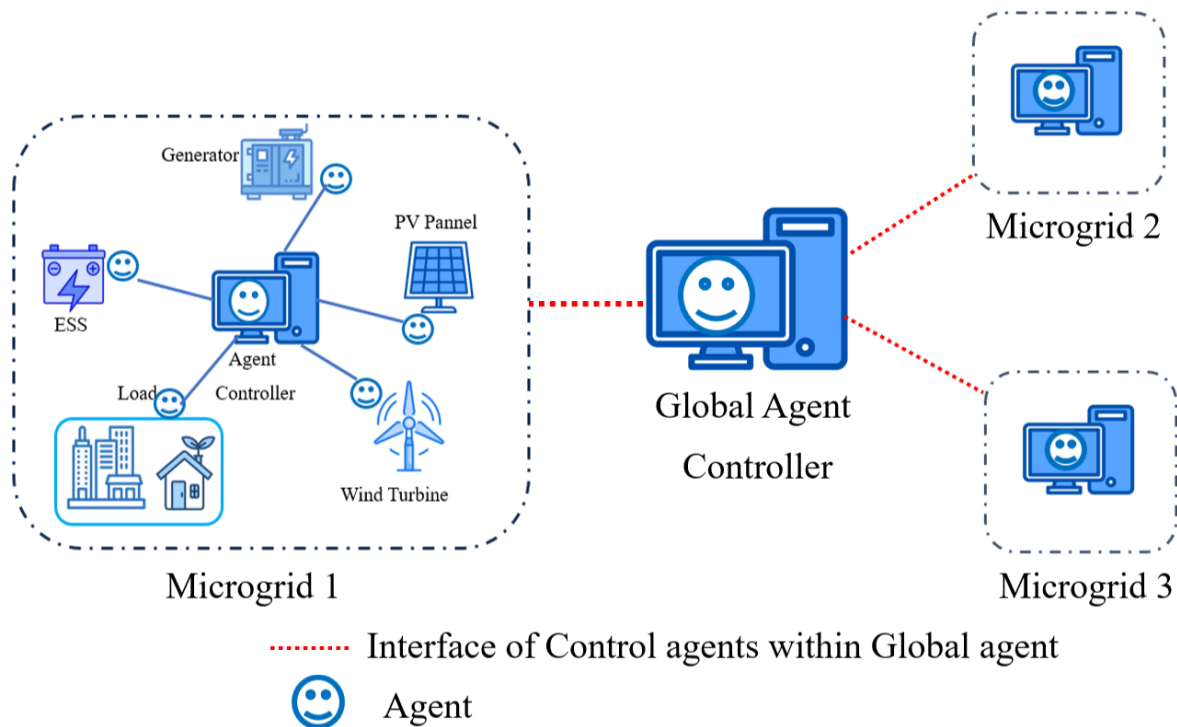 Generator
PV Pannel
ESS
Agent
Controller
Load
Wind Turbine
Microgrid 1
Global Agent
Controller
Microgrid 2
Microgrid 3
Interface of Control agents within Global agent
Agent